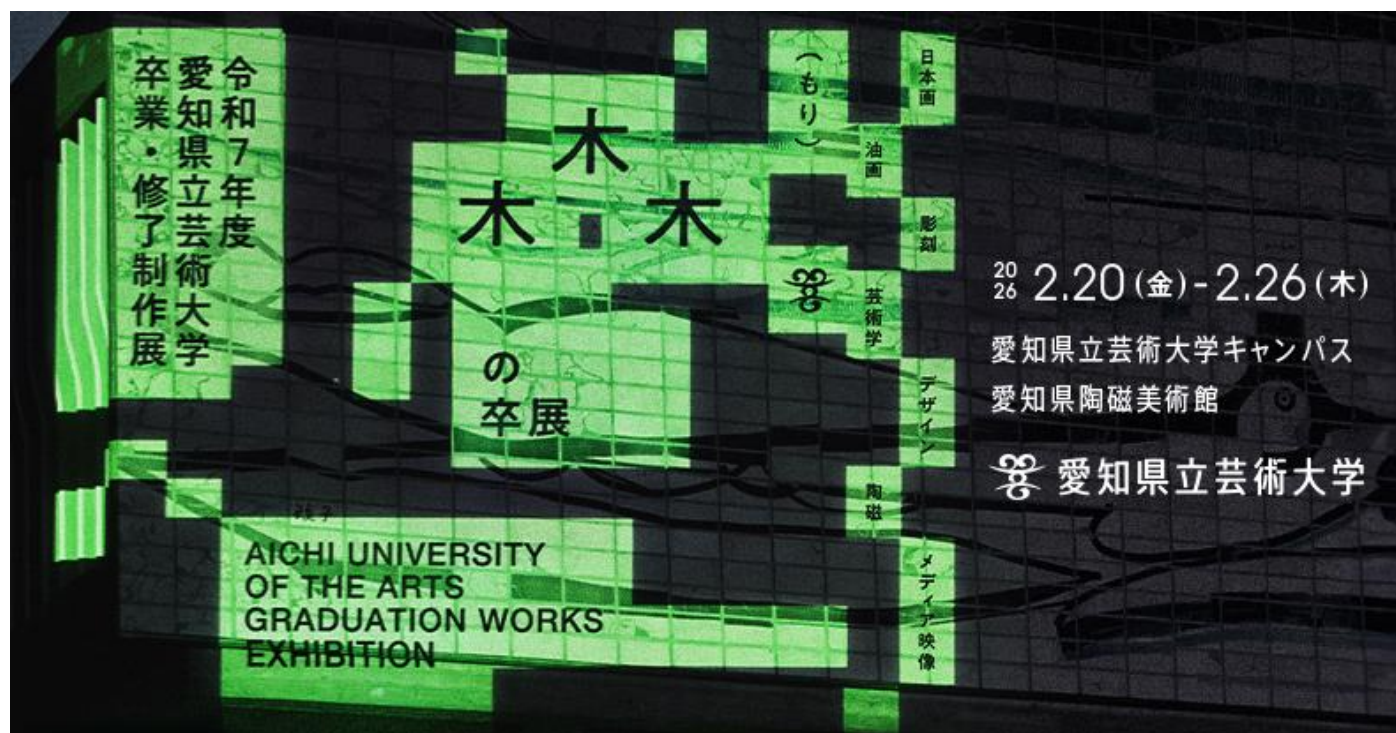 令和7年度
愛知県立芸術大学
卒業・修了制作展
木
木 木
(もり)
の
卒展
日本画
油画
彫刻
芸術学
デザイン
陶磁
メディア映像
AICHI UNIVERSITY
OF THE ARTS
GRADUATION WORKS
EXHIBITION
2026 2.20(金)-2.26(木)
愛知県立芸術大学キャンパス
愛知県陶磁美術館
愛知県立芸術大学